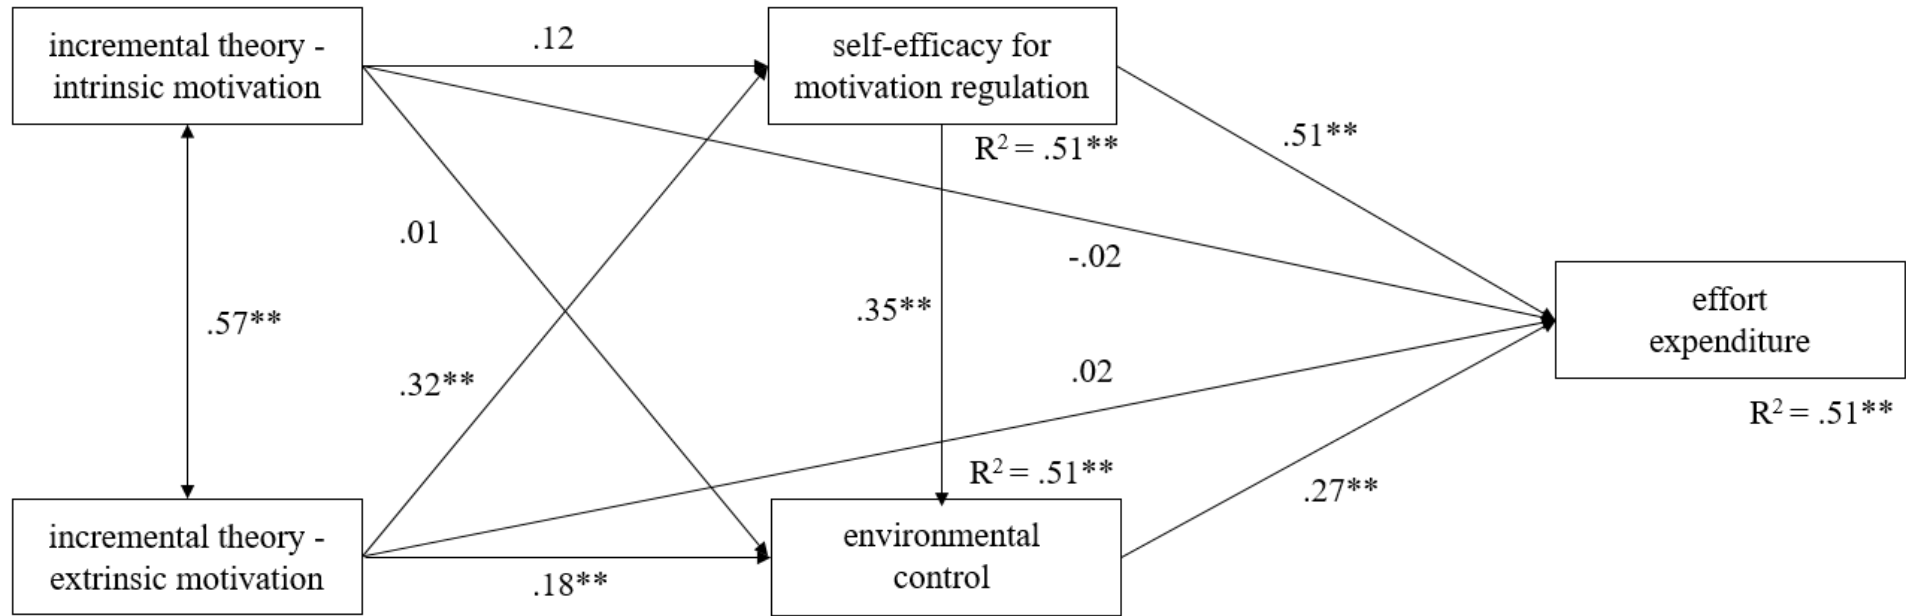 incremental theory -
intrinsic motivation
.12
self-efficacy for
motivation regulation
R² = .51**
.51**
.01
-.02
.57**
.35**
effort
expenditure
.32**
.02
R² = .51**
R² = .51**
.27**
incremental theory -
extrinsic motivation
.18**
environmental
control